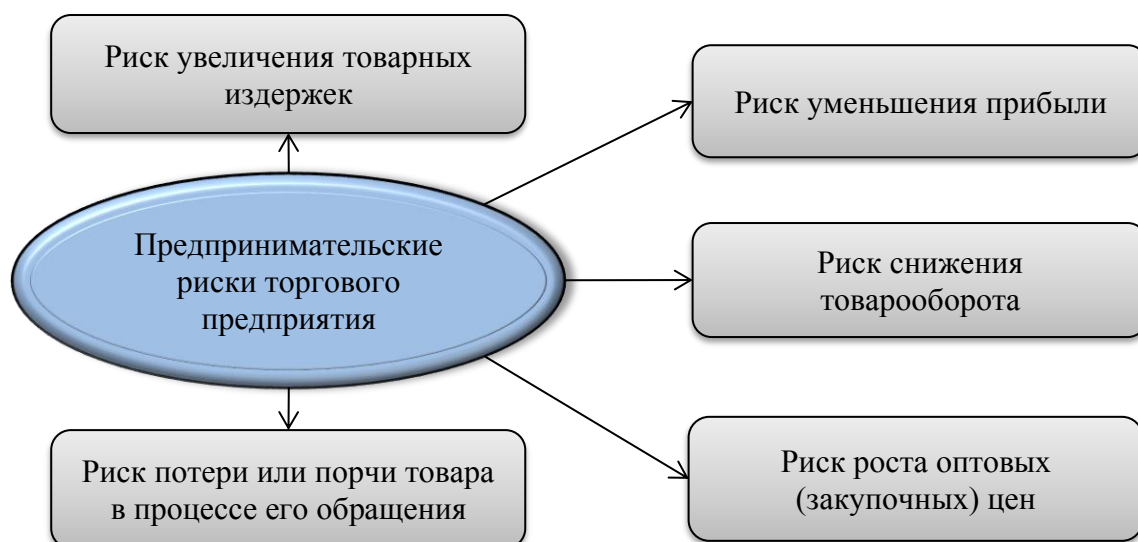 Риск увеличения товарных
издержек
Риск уменьшения прибыли
Предпринимательские
риски торгового
предприятия
Риск снижения
товарооборота
Риск потери или порчи товара
в процессе его обращения
Риск роста оптовых
(закупочных) цен